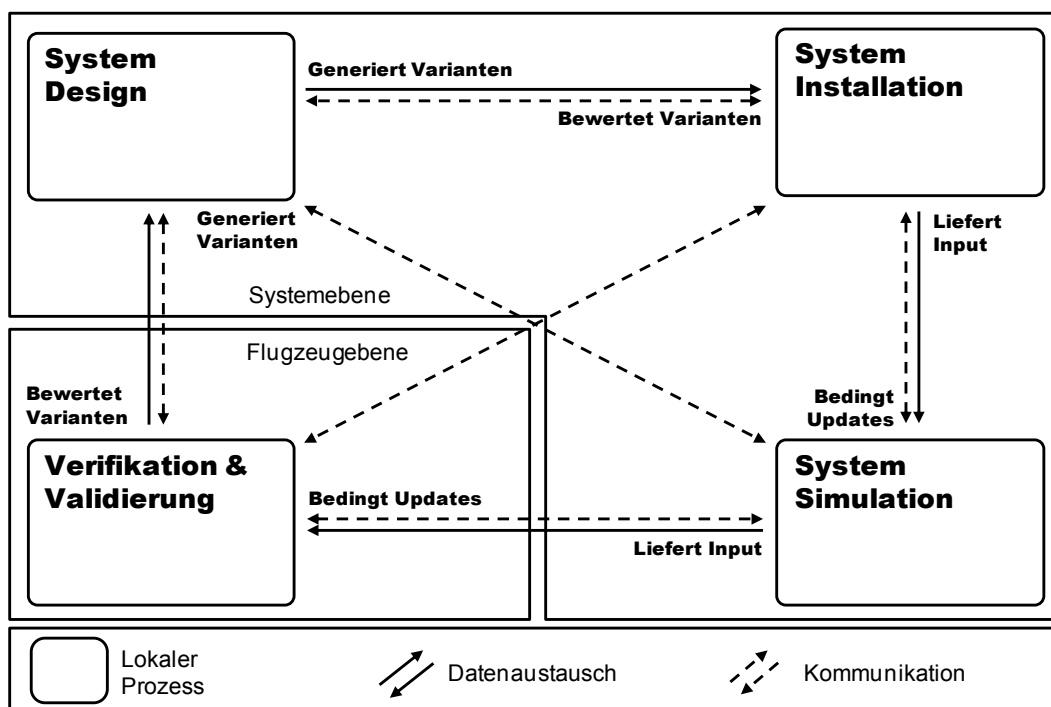 System
Design
Generiert Varianten
Bewertet Varianten
System
Installation
Generiert
Varianten
Liefert
Input
Systemebene
Flugzeugebene
Bewertet
Varianten
Bedingt
Updates
Verifikation &
Validierung
Bedingt Updates
Liefert Input
System
Simulation
Lokaler
Prozess
Datenaustausch
Kommunikation